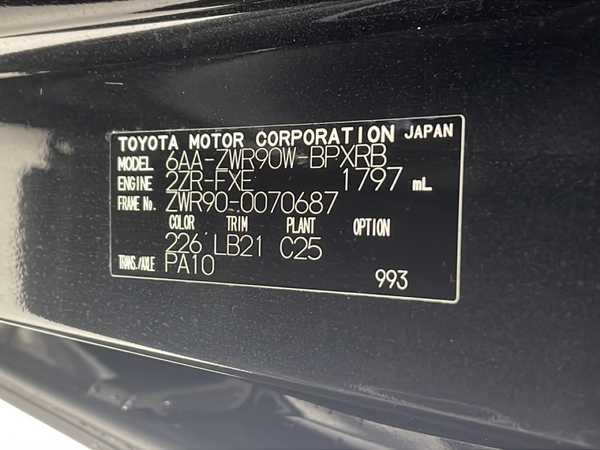 TOYOTA MOTOR CORPORATION JAPAN
MODEL 6AA-ZWR90W-BPXRB
ENGINE 2ZR-FXE 1797 mL
FRAME No. ZWR90-0070687
COLOR TRIM PLANT OPTION
226 LB21 C25
TRANS./AXLE PA10
993